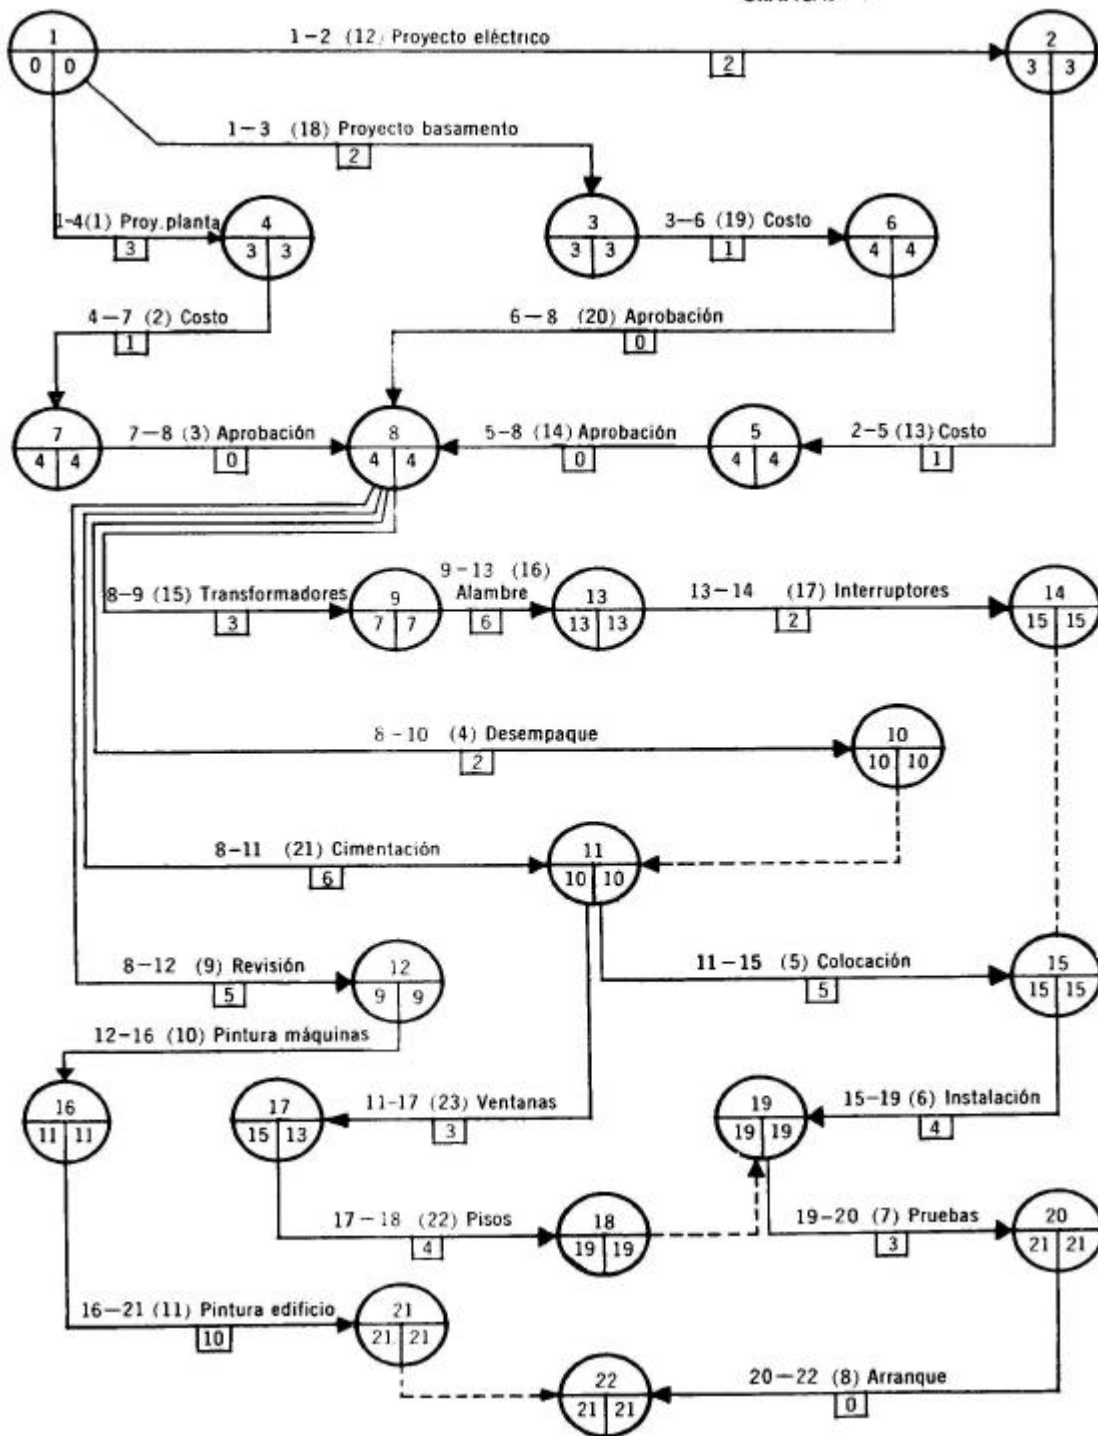 1
0 0
1-2 (12) Proyecto eléctrico
2
2
3 3
1-3 (18) Proyecto basamento
2
1-4(1) Proy.planta
3
4
3 3
3
3 3
3-6 (19) Costo
1
6
4 4
4-7 (2) Costo
1
6-8 (20) Aprobación
0
7
4 4
7-8 (3) Aprobación
0
8
4 4
5-8 (14) Aprobación
0
5
4 4
2-5 (13) Costo
1
8-9 (15) Transformadores
3
9
7 7
9-13 (16)
Alambre
6
13
13 13
13-14 (17) Interruptores
2
14
15 15
8-10 (4) Desempaque
2
10
10 10
8-11 (21) Cimentación
6
11
10 10
8-12 (9) Revisión
5
12
9 9
11-15 (5) Colocación
5
15
15 15
12-16 (10) Pintura máquinas
16
11 11
17
15 13
11-17 (23) Ventanas
3
19
19 19
15-19 (6) Instalación
4
17-18 (22) Pisos
4
18
19 19
19-20 (7) Pruebas
3
20
21 21
16-21 (11) Pintura edificio
10
21
21 21
22
21 21
20-22 (8) Arranque
0